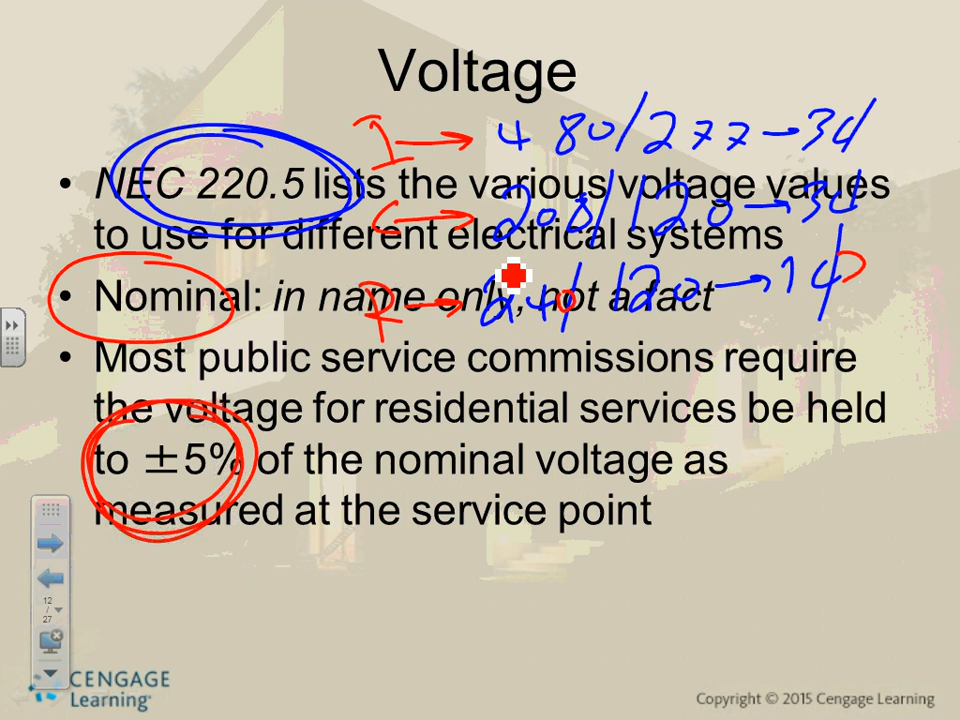 Voltage
I → 480/277 → 3ϕ
• NEC 220.5 lists the various voltage values
C → 208/120 → 3ϕ
to use for different electrical systems
• Nominal: in name only, not a fact
R → 240/120 → 1ϕ
• Most public service commissions require
the voltage for residential services be held
to ±5% of the nominal voltage as
measured at the service point
12
/
27
CENGAGE
Learning
Copyright © 2015 Cengage Learning